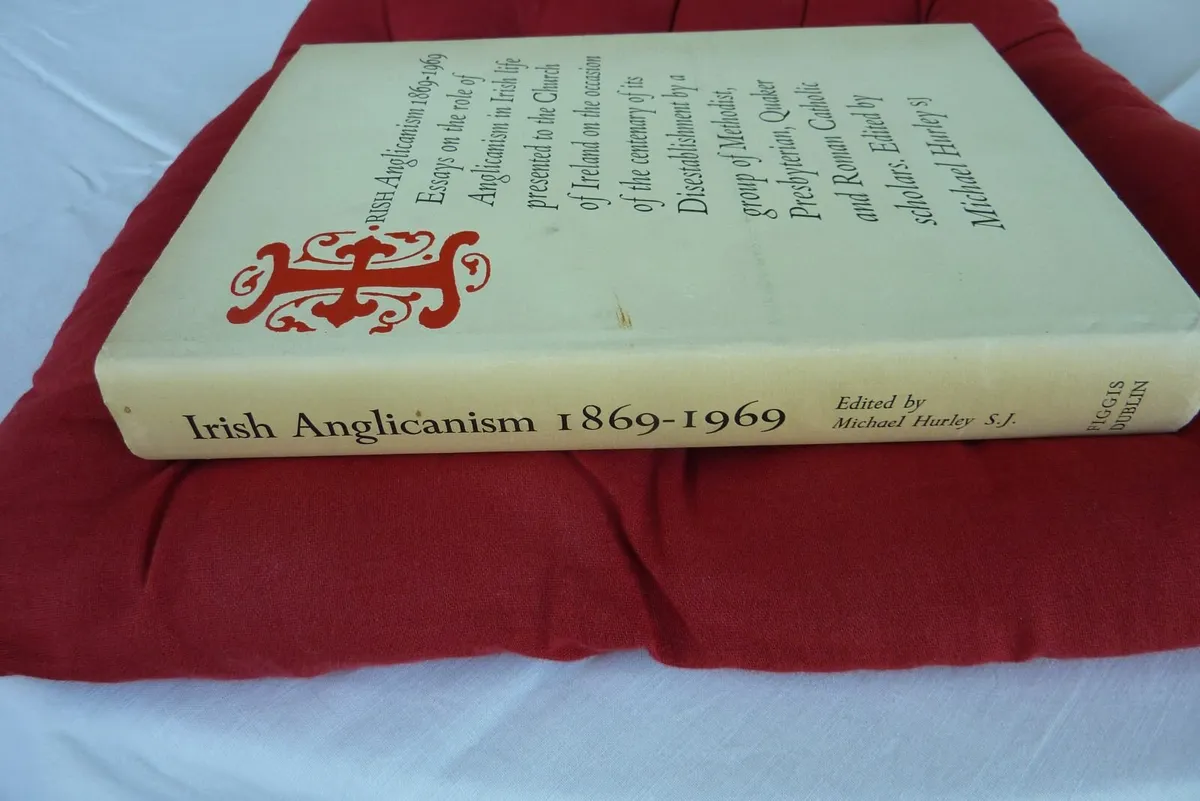 IRISH Anglicanism 1869-1969
Essays on the role of
Anglicanism in Irish life
presented to the Church
of Ireland on the occasion
of the centenary of its
Disestablishment by a
group of Methodist,
Presbyterian, Quaker
and Roman Catholic
scholars. Edited by
Michael Hurley SJ
Irish Anglicanism 1869-1969
Edited by
Michael Hurley S.J.
FIGGIS
DUBLIN